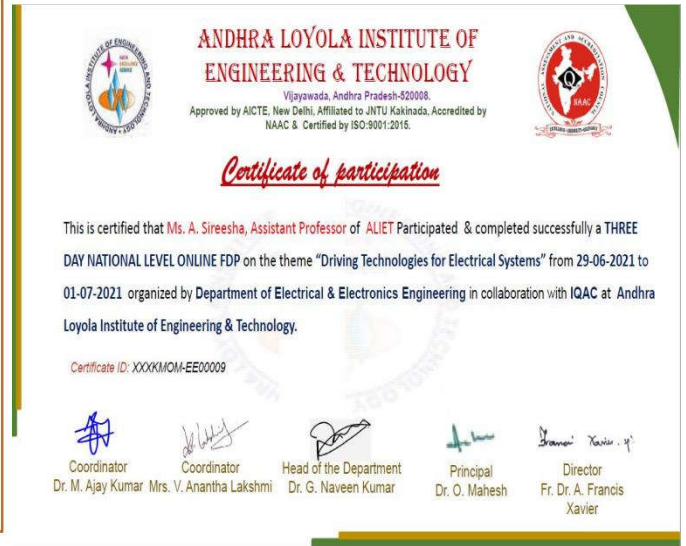 ANDHRA LOYOLA INSTITUTE OF
ENGINEERING & TECHNOLOGY
Vijayawada, Andhra Pradesh-520008.
Approved by AICTE, New Delhi, Affiliated to JNTU Kakinada, Accredited by
NAAC & Certified by ISO:9001:2015.
NAAC
Certificate of participation
This is certified that Ms. A. Sireesha, Assistant Professor of ALIET Participated & completed successfully a THREE
DAY NATIONAL LEVEL ONLINE FDP on the theme “Driving Technologies for Electrical Systems” from 29-06-2021 to
01-07-2021 organized by Department of Electrical & Electronics Engineering in collaboration with IQAC at Andhra
Loyola Institute of Engineering & Technology.
Certificate ID: XXXKMOM-EE00009
Coordinator Coordinator Head of the Department Principal Director
Dr. M. Ajay Kumar Mrs. V. Anantha Lakshmi Dr. G. Naveen Kumar Dr. O. Mahesh Fr. Dr. A. Francis
Xavier